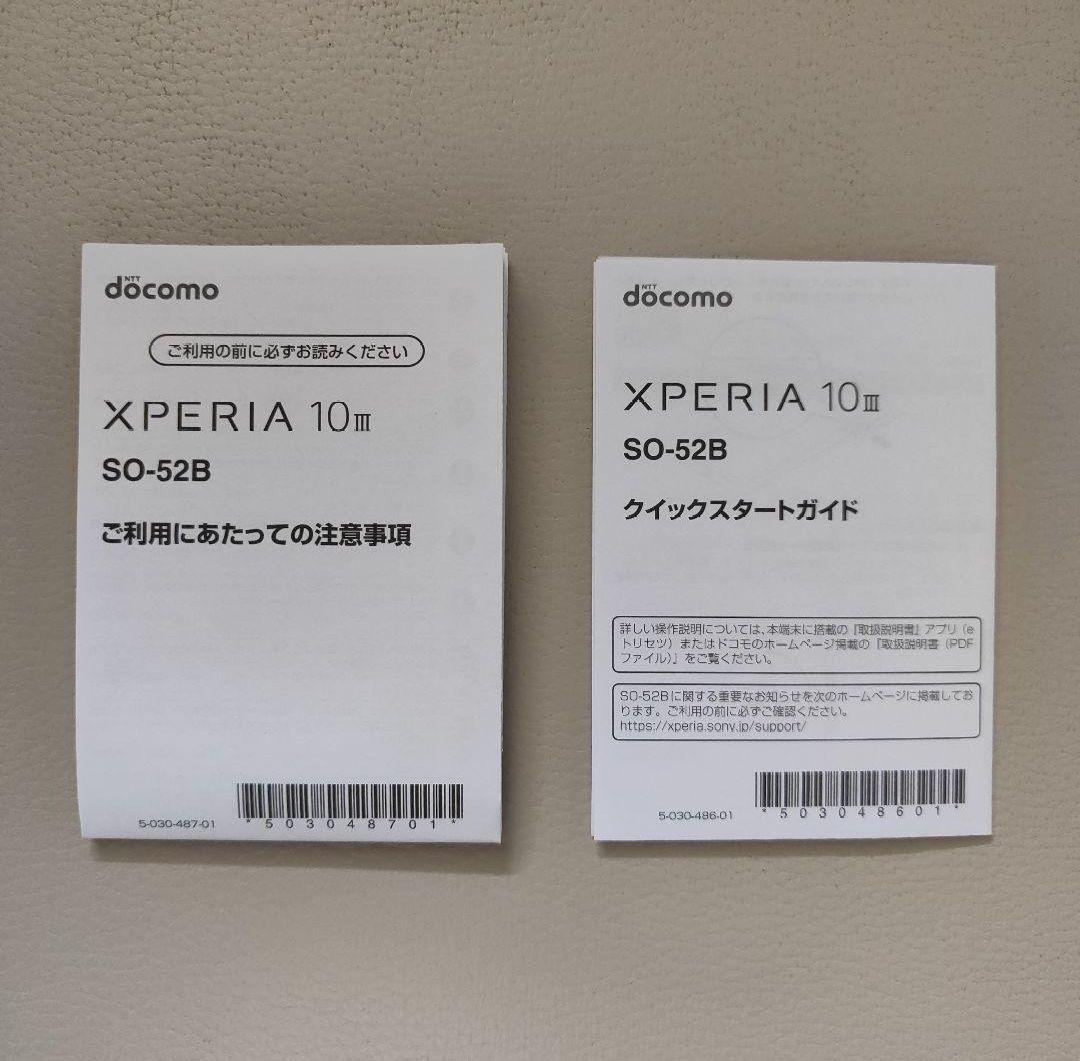 NTT
docomo
ご利用の前に必ずお読みください
XPERIA 10 III
SO-52B
ご利用にあたっての注意事項
5-030-487-01
*503048701*
NTT
docomo
XPERIA 10 III
SO-52B
クイックスタートガイド
詳しい操作説明については、本端末に搭載の『取扱説明書』アプリ（e
トリセツ）またはドコモのホームページ掲載の『取扱説明書（PDF
ファイル）』をご覧ください。
SO-52Bに関する重要なお知らせを次のホームページに掲載してお
ります。ご利用の前に必ずご確認ください。
https://xperia.sony.jp/support/
5-030-486-01
*503048601*